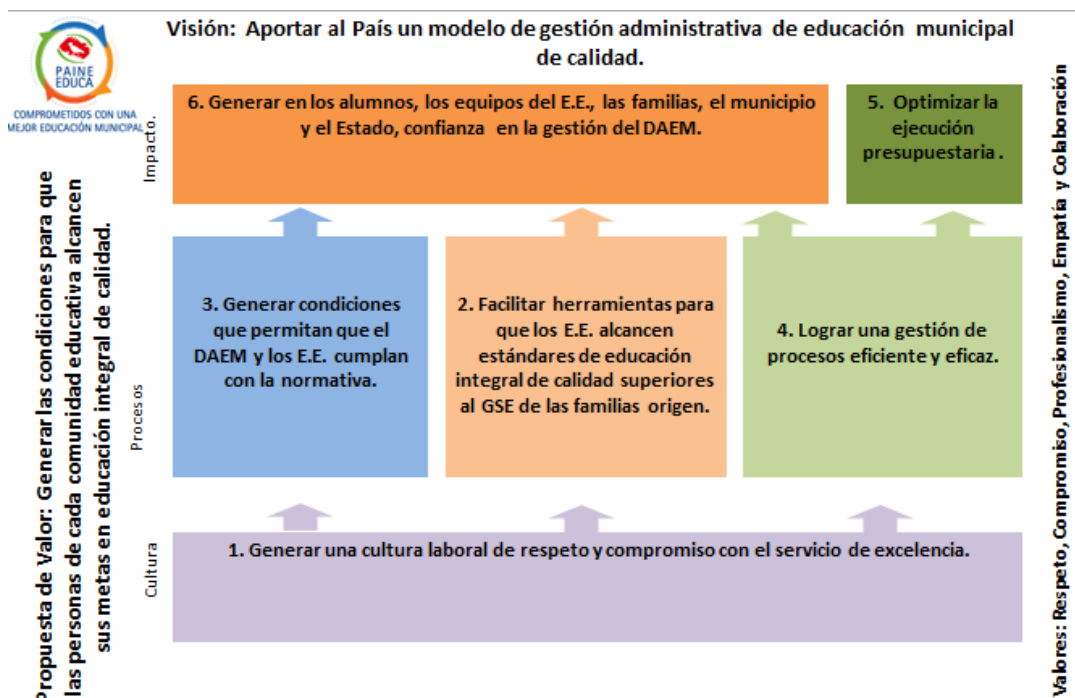 Visión: Aportar al País un modelo de gestión administrativa de educación municipal
de calidad.
PAINE
EDUCA
COMPROMETIDOS CON UNA
MEJOR EDUCACIÓN MUNICIPAL
Propuesta de Valor: Generar las condiciones para que
las personas de cada comunidad educativa alcancen
sus metas en educación integral de calidad.
Impacto.
6. Generar en los alumnos, los equipos del E.E., las familias, el municipio
y el Estado, confianza en la gestión del DAEM.
5. Optimizar la
ejecución
presupuestaria .
Procesos
3. Generar condiciones
que permitan que el
DAEM y los E.E. cumplan
con la normativa.
2. Facilitar herramientas para
que los E.E. alcancen
estándares de educación
integral de calidad superiores
al GSE de las familias origen.
4. Lograr una gestión de
procesos eficiente y eficaz.
Cultura
1. Generar una cultura laboral de respeto y compromiso con el servicio de excelencia.
Valores: Respeto, Compromiso, Profesionalismo, Empatía y Colaboración